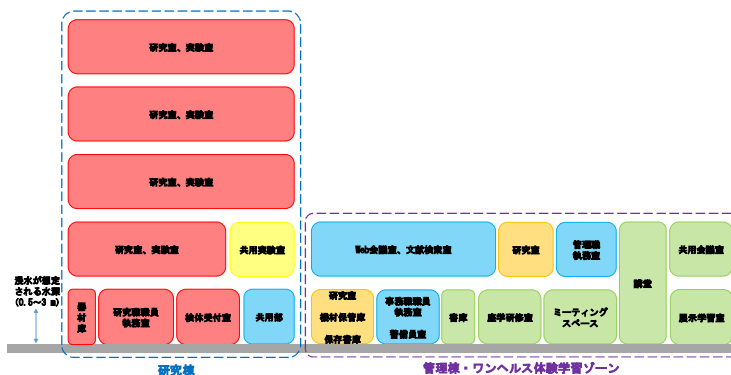 研究室、実験室
研究室、実験室
研究室、実験室
研究室、実験室
共用実験室
Web会議室、文献検索室
研究室
管理職
執務室
講堂
共用会議室
浸水が想定
される水深
(0.5~3 m)
器材庫
研究職職員
執務室
検体受付室
共用部
研究室
機材保管庫
保存書庫
事務職職員
執務室
警備員室
書庫
座学研修室
ミーティング
スペース
展示学習室
研究棟
管理棟・ワンヘルス体験学習ゾーン